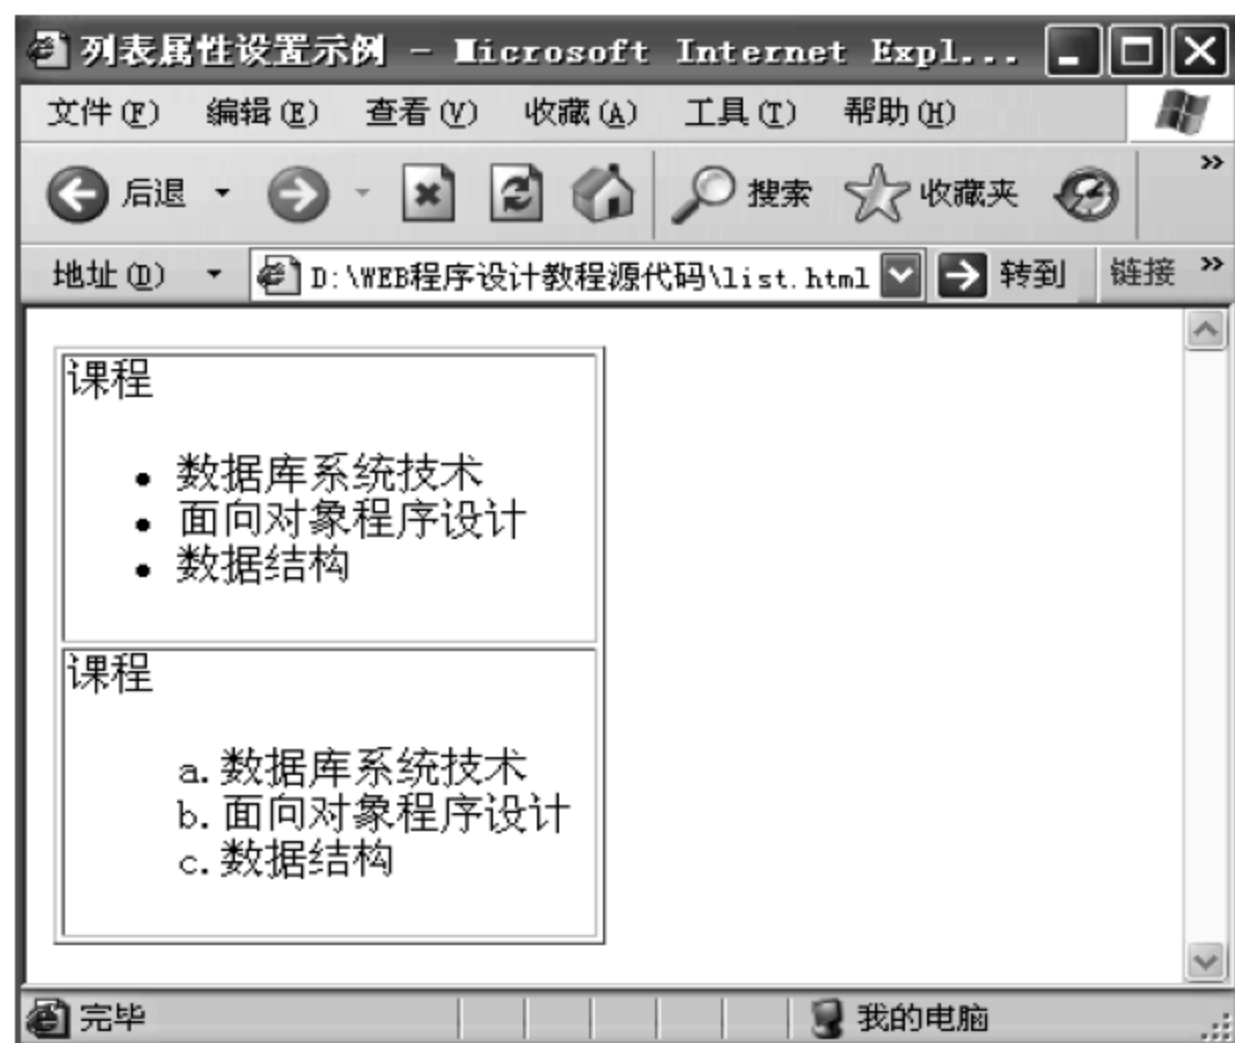 列表属性设置示例 - Microsoft Internet Expl...
文件(F) 编辑(E) 查看(V) 收藏(A) 工具(T) 帮助(H)
后退 搜索 收藏夹 »
地址(D) D:\WEB程序设计教程源代码\list.html 转到 链接 »
课程
• 数据库系统技术
• 面向对象程序设计
• 数据结构
课程
a. 数据库系统技术
b. 面向对象程序设计
c. 数据结构
完毕 我的电脑